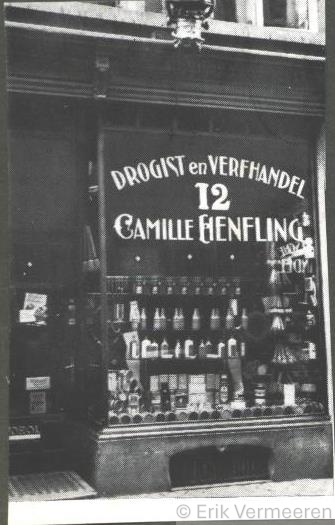 DROGIST en VERFHANDEL
12
CAMILLE HENFLING
© Erik Vermeeren